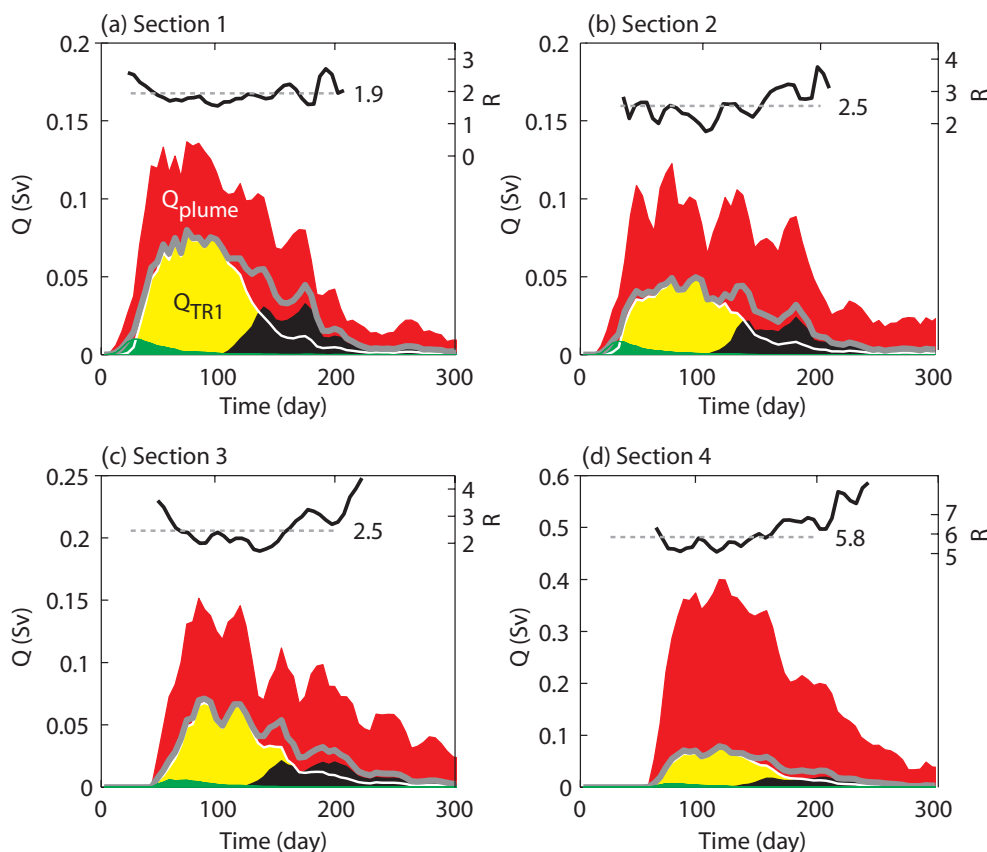 (a) Section 1
0.2
0.15
0.1
0.05
0
Q (Sv)
3
2
1
0
R
1.9
Q_plume
Q_TR1
0 100 200 300
Time (day)
(b) Section 2
0.2
0.15
0.1
0.05
0
Q (Sv)
4
3
2
R
2.5
0 100 200 300
Time (day)
(c) Section 3
0.25
0.2
0.15
0.1
0.05
0
Q (Sv)
4
3
2
R
2.5
0 100 200 300
Time (day)
(d) Section 4
0.6
0.5
0.4
0.3
0.2
0.1
0
Q (Sv)
7
6
5
R
5.8
0 100 200 300
Time (day)